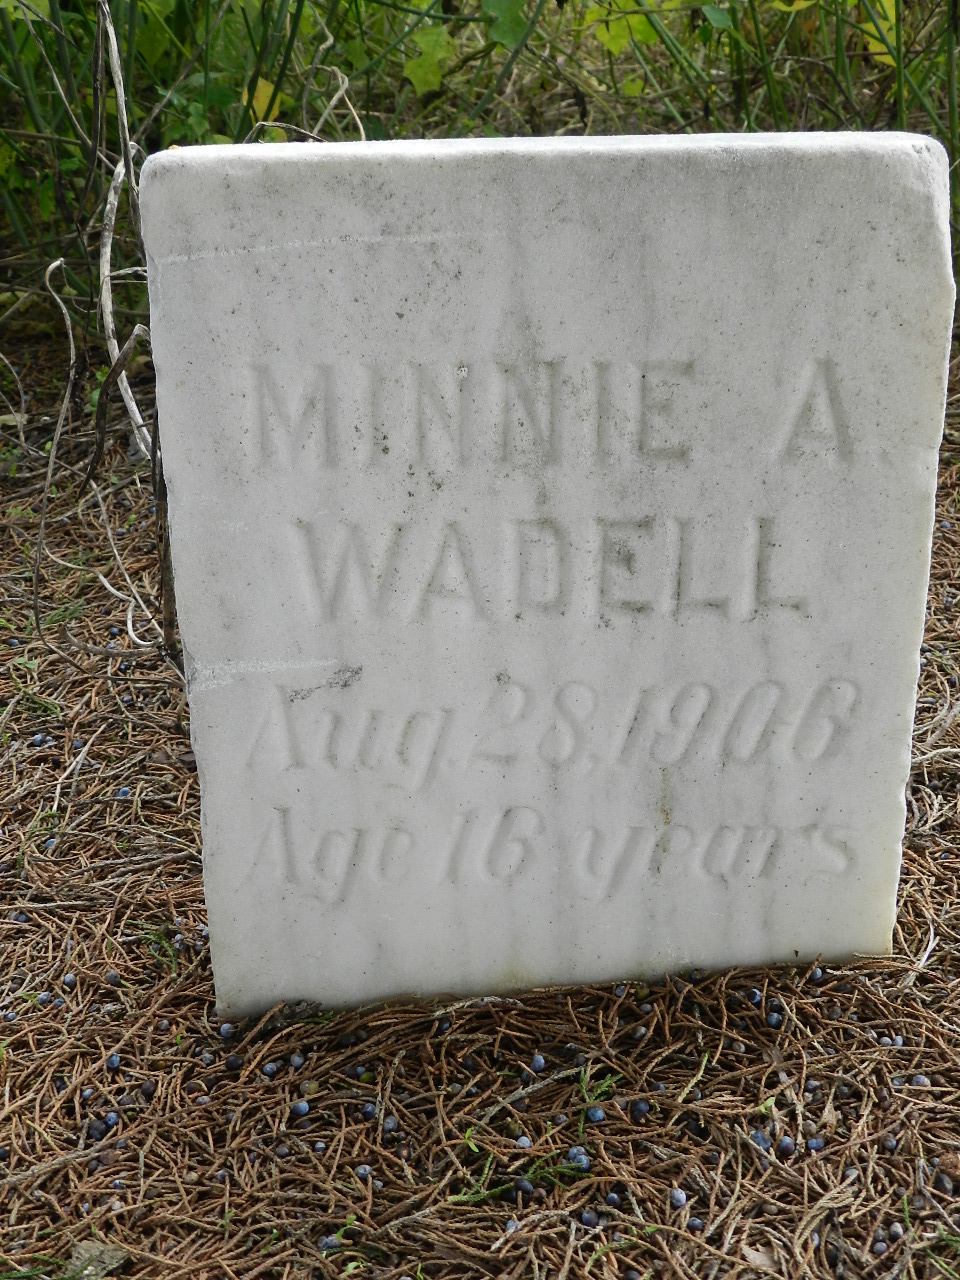 MINNIE A.
WADELL
Aug. 28, 1906
Age 16 years